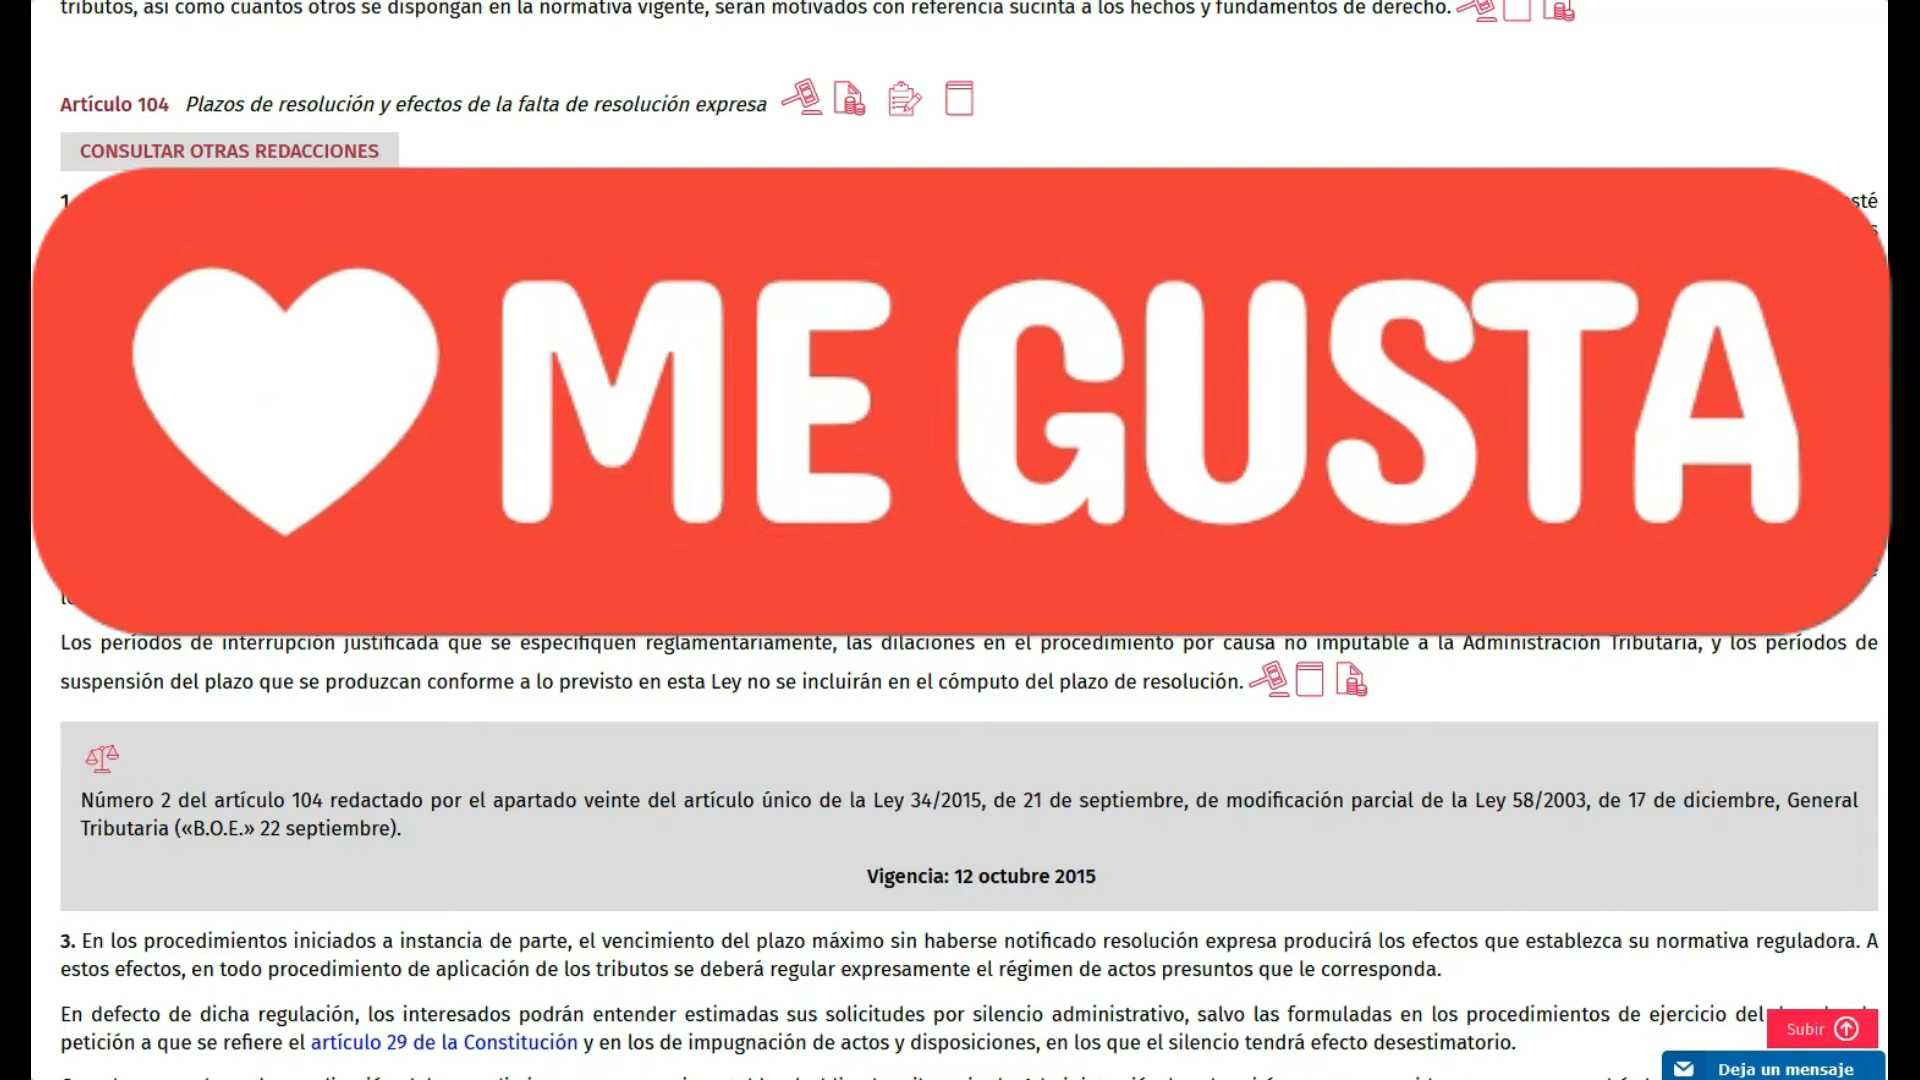 tributos, así como cuantos otros se dispongan en la normativa vigente, serán motivados con referencia sucinta a los hechos y fundamentos de derecho.
Artículo 104 Plazos de resolución y efectos de la falta de resolución expresa
CONSULTAR OTRAS REDACCIONES
ME GUSTA
Los períodos de interrupción justificada que se especifiquen reglamentariamente, las dilaciones en el procedimiento por causa no imputable a la Administración Tributaria, y los períodos de
suspensión del plazo que se produzcan conforme a lo previsto en esta Ley no se incluirán en el cómputo del plazo de resolución.
Número 2 del artículo 104 redactado por el apartado veinte del artículo único de la Ley 34/2015, de 21 de septiembre, de modificación parcial de la Ley 58/2003, de 17 de diciembre, General
Tributaria («B.O.E.» 22 septiembre).
Vigencia: 12 octubre 2015
3. En los procedimientos iniciados a instancia de parte, el vencimiento del plazo máximo sin haberse notificado resolución expresa producirá los efectos que establezca su normativa reguladora. A
estos efectos, en todo procedimiento de aplicación de los tributos se deberá regular expresamente el régimen de actos presuntos que le corresponda.
En defecto de dicha regulación, los interesados podrán entender estimadas sus solicitudes por silencio administrativo, salvo las formuladas en los procedimientos de ejercicio del
petición a que se refiere el artículo 29 de la Constitución y en los de impugnación de actos y disposiciones, en los que el silencio tendrá efecto desestimatorio.
Subir
Deja un mensaje